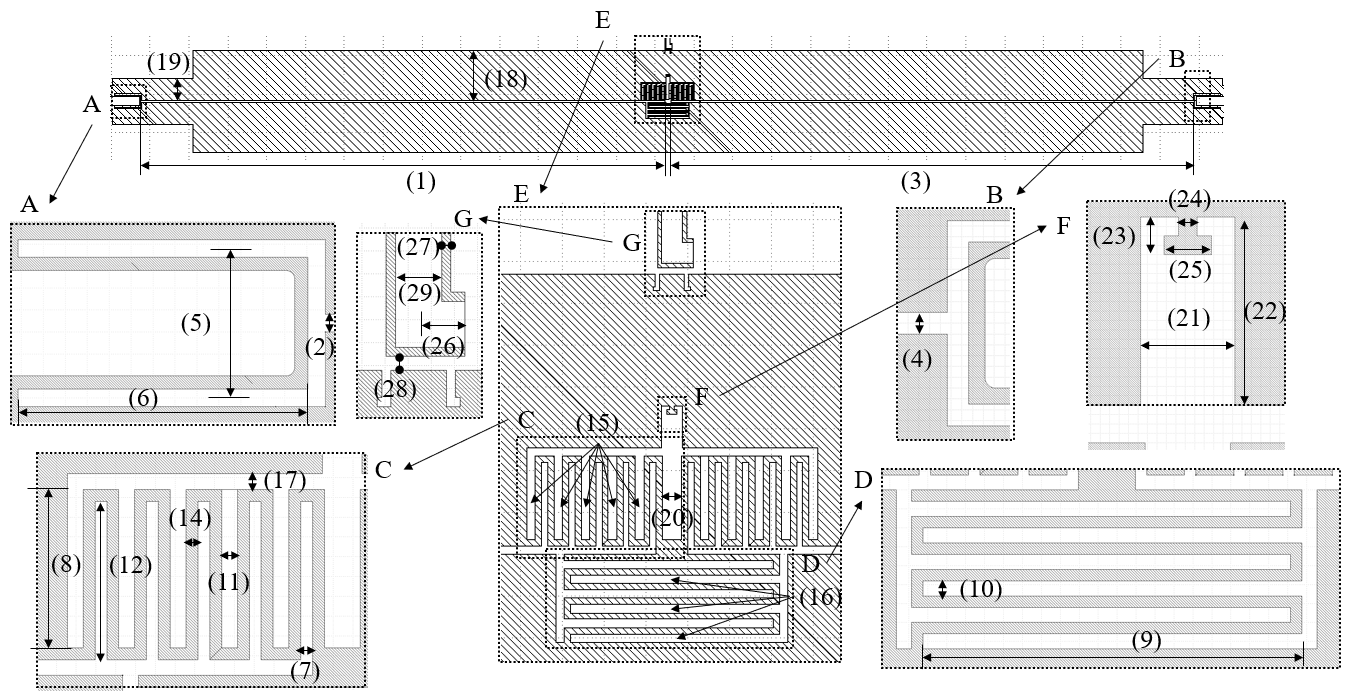 E
(19)
(18)
B
A
(1)
(3)
A
E
B
(24)
G
G
F
(23)
(27)
(25)
(5)
(29)
(2)
(21)
(22)
(26)
(4)
(28)
(6)
F
C
(15)
C
D
(17)
(14)
(20)
(8)
(12)
(11)
D
(10)
(16)
(9)
(7)